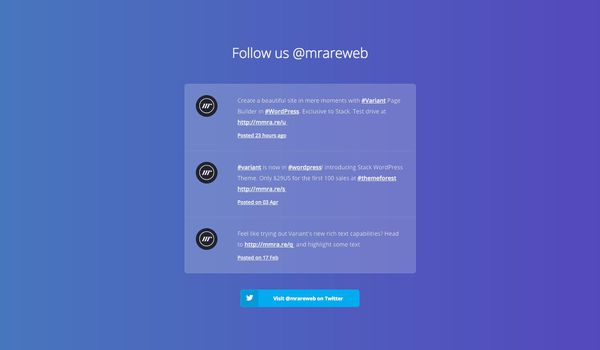 Follow us @mrareweb
Create a beautiful site in mere moments with #Variant Page
Builder in #WordPress. Exclusive to Stack. Test drive at
http://mmra.re/u
Posted 23 hours ago
#variant is now in #wordpress! Introducing Stack WordPress
Theme. Only $29US for the first 100 sales at #themeforest
http://mmra.re/s
Posted on 03 Apr
Feel like trying out Variant's new rich text capabilities? Head
to http://mmra.re/q and highlight some text
Posted on 17 Feb
Visit @mrareweb on Twitter